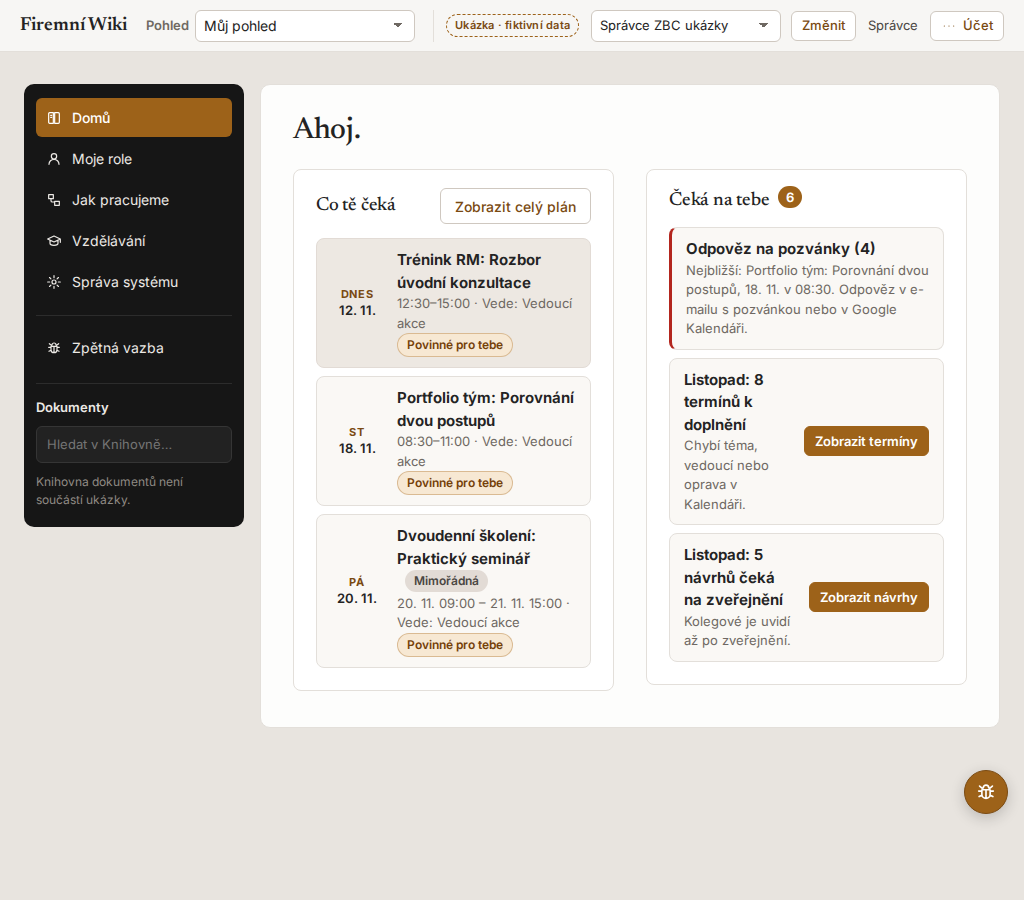 Firemní Wiki Pohled Můj pohled Ukázka · fiktivní data Správce ZBC ukázky Změnit Správce ··· Účet
Domů
Moje role
Jak pracujeme
Vzdělávání
Správa systému
Zpětná vazba
Dokumenty
Hledat v Knihovně...
Knihovna dokumentů není
součástí ukázky.
Ahoj.
Co tě čeká
Zobrazit celý plán
DNES
12. 11.
Trénink RM: Rozbor
úvodní konzultace
12:30–15:00 · Vede: Vedoucí
akce
Povinné pro tebe
ST
18. 11.
Portfolio tým: Porovnání
dvou postupů
08:30–11:00 · Vede: Vedoucí
akce
Povinné pro tebe
PÁ
20. 11.
Dvoudenní školení:
Praktický seminář
Mimořádná
20. 11. 09:00 – 21. 11. 15:00 ·
Vede: Vedoucí akce
Povinné pro tebe
Čeká na tebe 6
Odpověz na pozvánky (4)
Nejbližší: Portfolio tým: Porovnání dvou
postupů, 18. 11. v 08:30. Odpověz v e-
mailu s pozvánkou nebo v Google
Kalendáři.
Listopad: 8
termínů k
doplnění
Chybí téma,
vedoucí nebo
oprava v
Kalendáři.
Zobrazit termíny
Listopad: 5
návrhů čeká
na zveřejnění
Kolegové je uvidí
až po zveřejnění.
Zobrazit návrhy